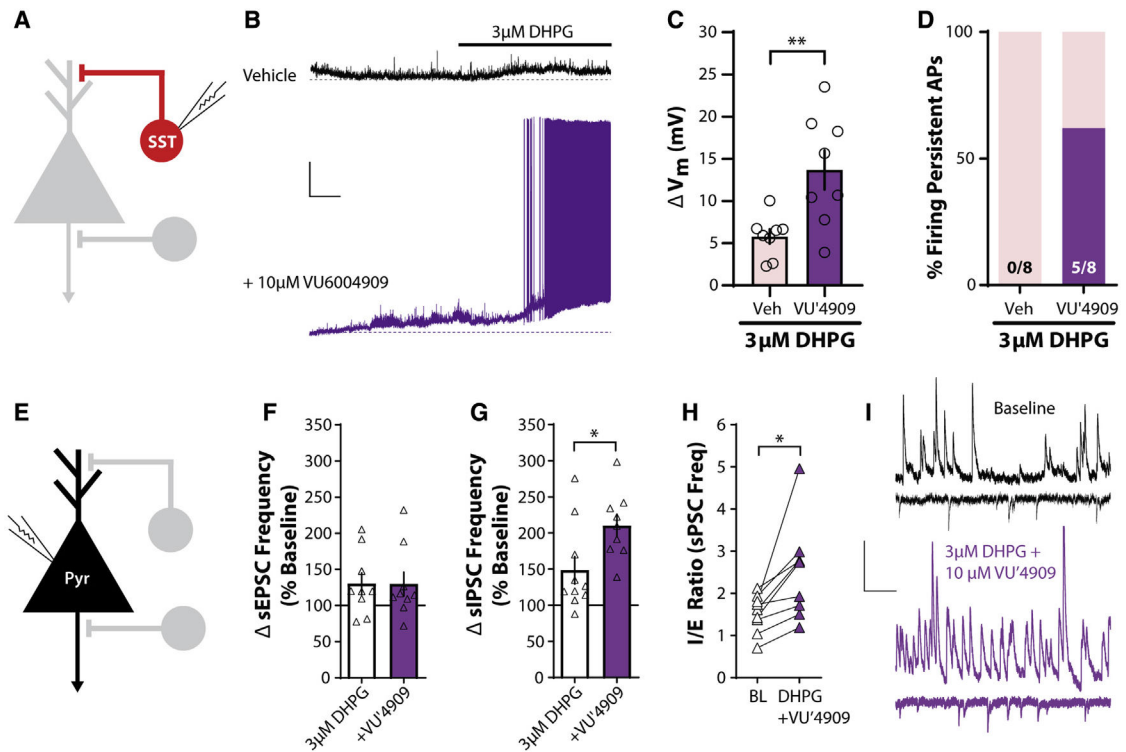 A
SST
B
3μM DHPG
Vehicle
+ 10μM VU6004909
C
**
Δ Vm (mV)
30
25
20
15
10
5
0
Veh VU'4909
3μM DHPG
D
% Firing Persistent APs
100
50
0
0/8 5/8
Veh VU'4909
3μM DHPG
E
Pyr
F
Δ sEPSC Frequency
(% Baseline)
350
300
250
200
150
100
50
0
3μM DHPG
+VU'4909
G
*
Δ sIPSC Frequency
(% Baseline)
350
300
250
200
150
100
50
0
3μM DHPG
+VU'4909
H
*
I/E Ratio (sPSC Freq)
6
5
4
3
2
1
0
BL DHPG
+VU'4909
I
Baseline
3μM DHPG +
10 μM VU'4909